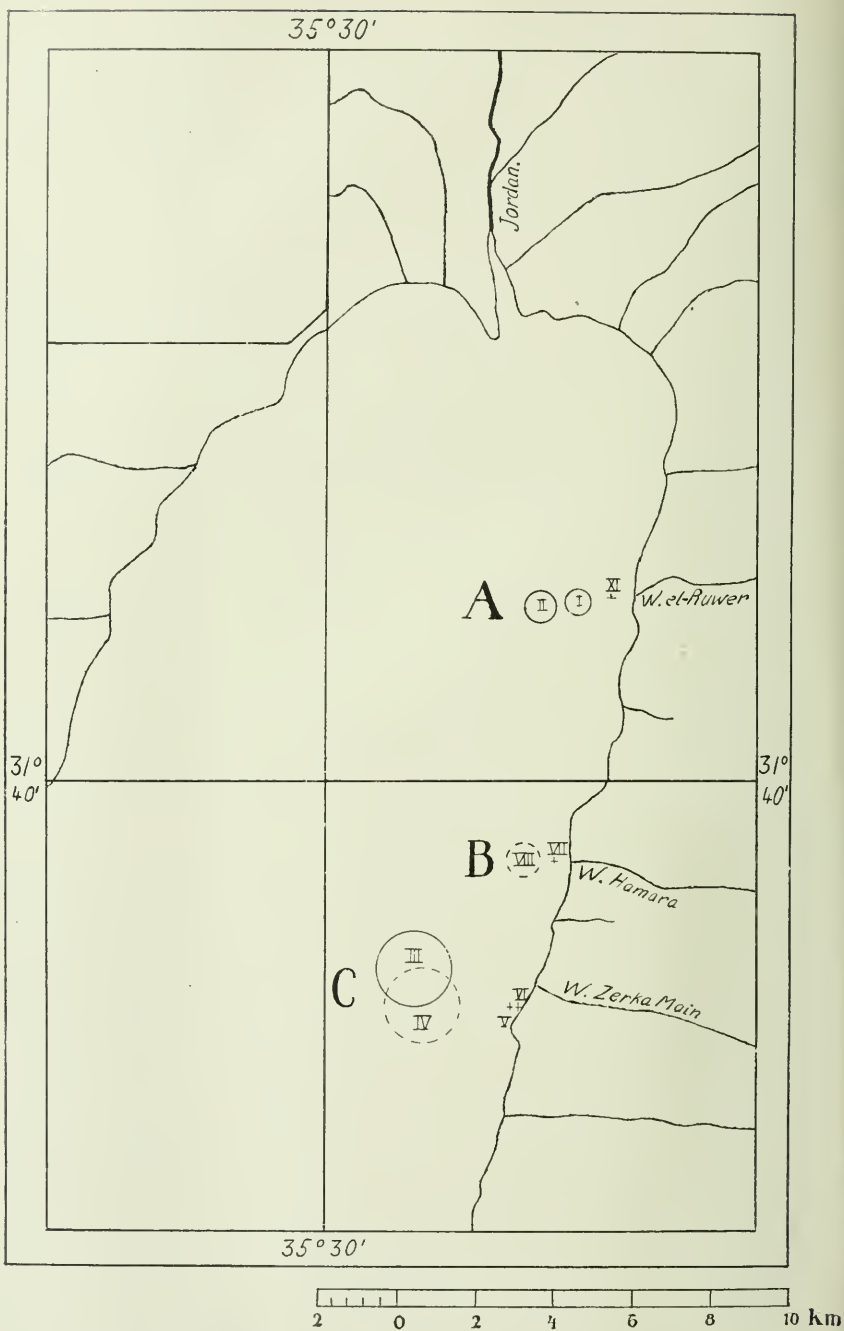 35°30'
Jordan.
XI
A II I
W. el-Ruwer
31° 31°
40' 40'
B VIII VII
W. Hamara
III
C VI
W. Zerka Main
IV V
35°30'
2 0 2 4 6 8 10 km